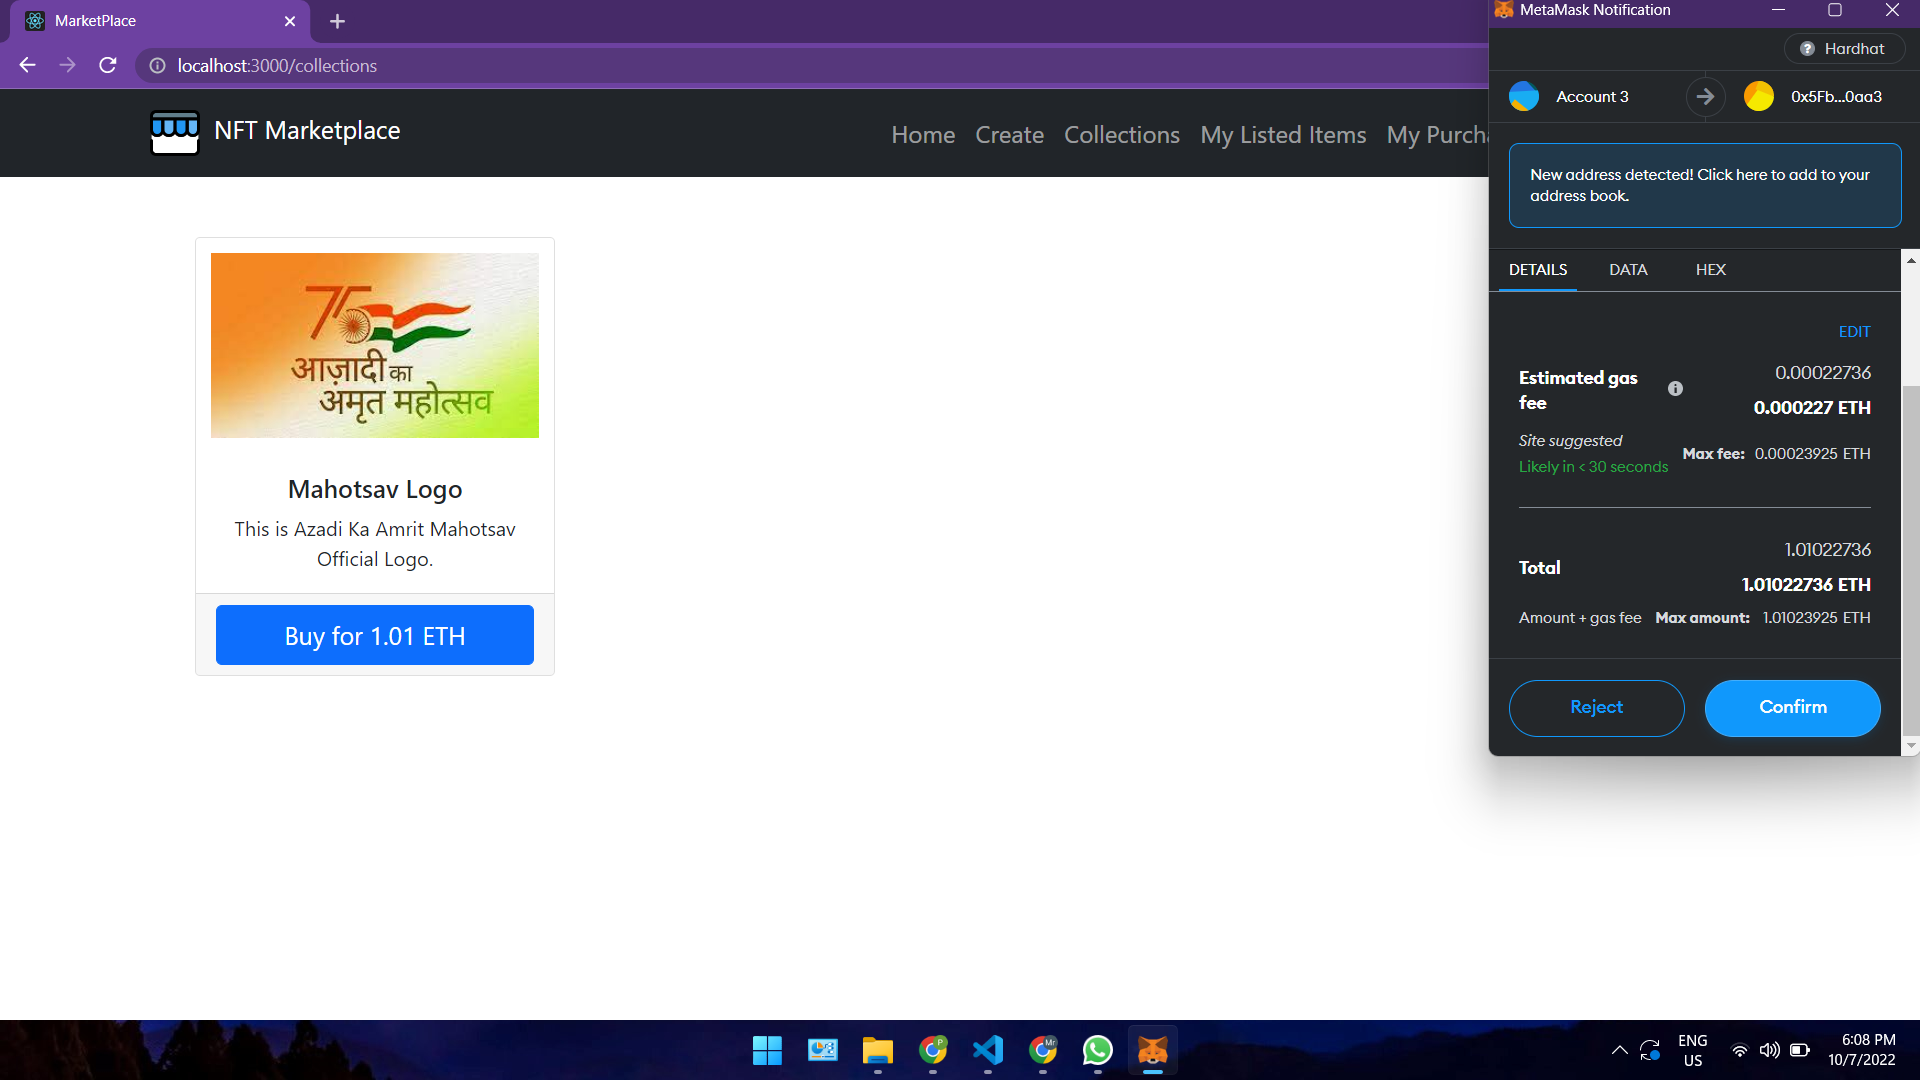 MarketPlace
localhost:3000/collections
NFT Marketplace
Home Create Collections My Listed Items My Purcha
75
आज़ादी का
अमृत महोत्सव
Mahotsav Logo
This is Azadi Ka Amrit Mahotsav
Official Logo.
Buy for 1.01 ETH
MetaMask Notification
Hardhat
Account 3 0x5Fb...0aa3
New address detected! Click here to add to your
address book.
DETAILS DATA HEX
EDIT
Estimated gas
fee
0.00022736
0.000227 ETH
Site suggested
Likely in < 30 seconds
Max fee: 0.00023925 ETH
Total
1.01022736
1.01022736 ETH
Amount + gas fee Max amount: 1.01023925 ETH
Reject Confirm
ENG
US
6:08 PM
10/7/2022